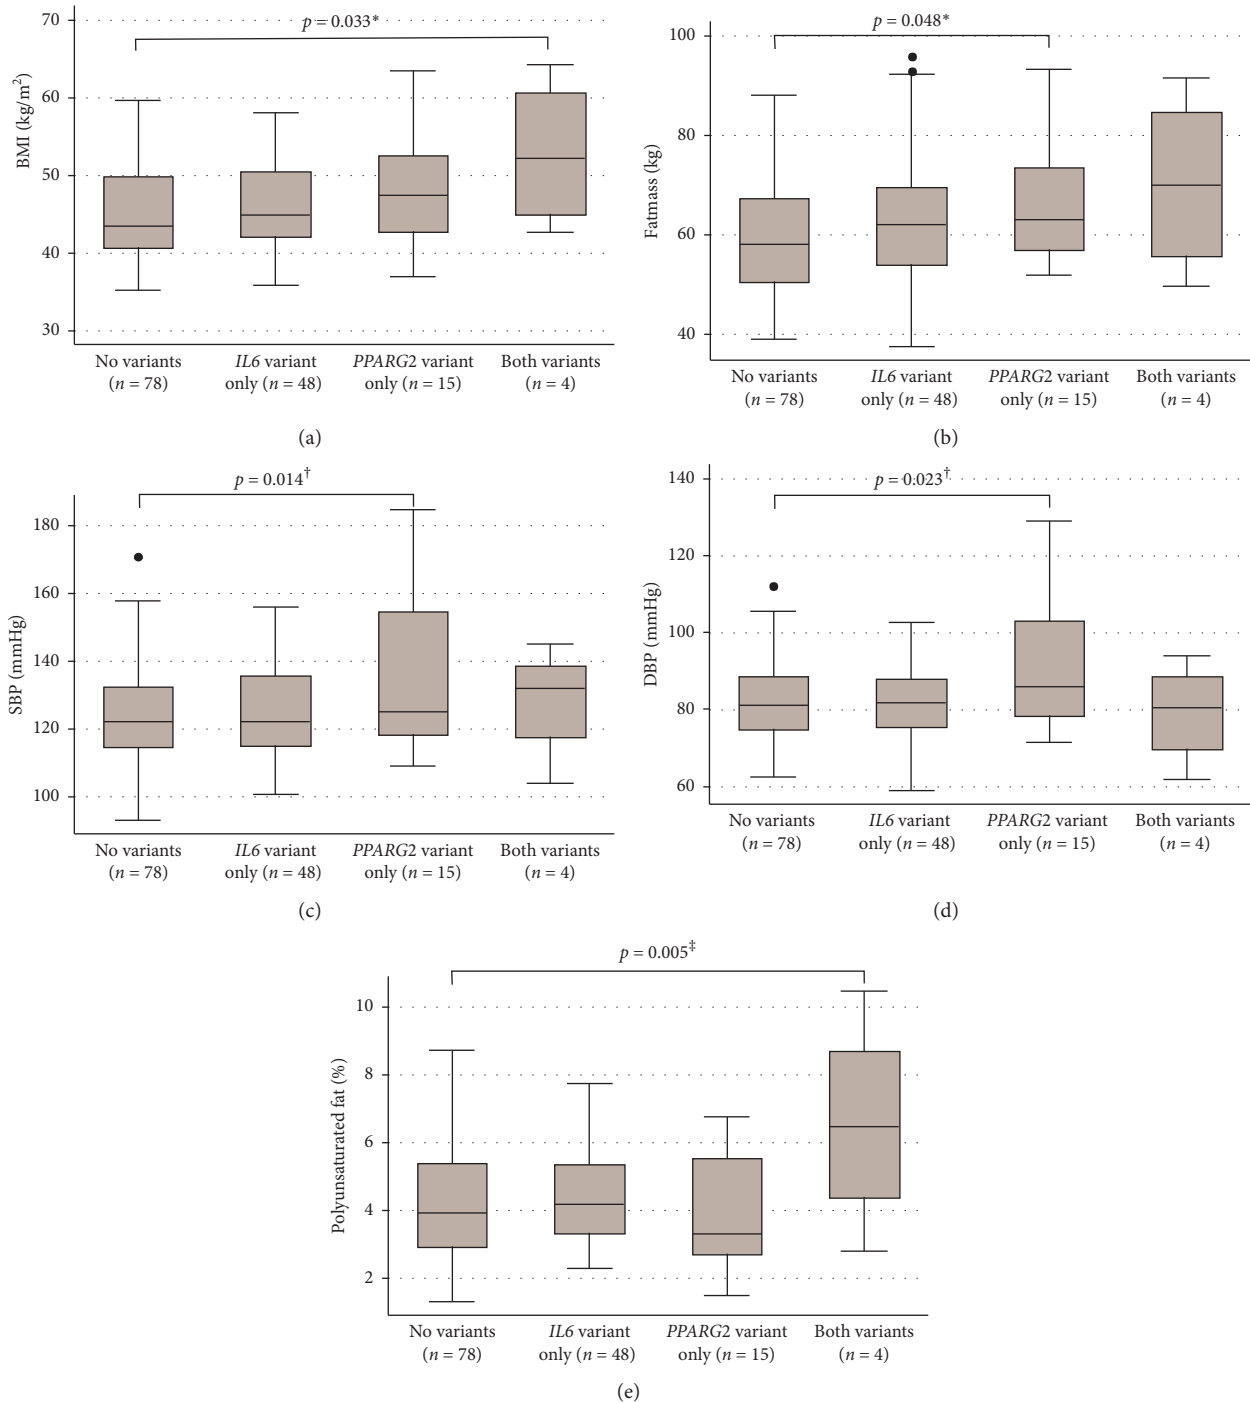 p = 0.033*
70
60
50
40
30
BMI (kg/m²)
No variants IL6 variant PPARG2 variant Both variants
(n = 78) only (n = 48) only (n = 15) (n = 4)
(a)
p = 0.048*
100
80
60
40
Fatmass (kg)
No variants IL6 variant PPARG2 variant Both variants
(n = 78) only (n = 48) only (n = 15) (n = 4)
(b)
p = 0.014†
180
160
140
120
100
SBP (mmHg)
No variants IL6 variant PPARG2 variant Both variants
(n = 78) only (n = 48) only (n = 15) (n = 4)
(c)
140
p = 0.023†
120
100
80
60
DBP (mmHg)
No variants IL6 variant PPARG2 variant Both variants
(n = 78) only (n = 48) only (n = 15) (n = 4)
(d)
p = 0.005‡
10
8
6
4
2
Polyunsaturated fat (%)
No variants IL6 variant PPARG2 variant Both variants
(n = 78) only (n = 48) only (n = 15) (n = 4)
(e)